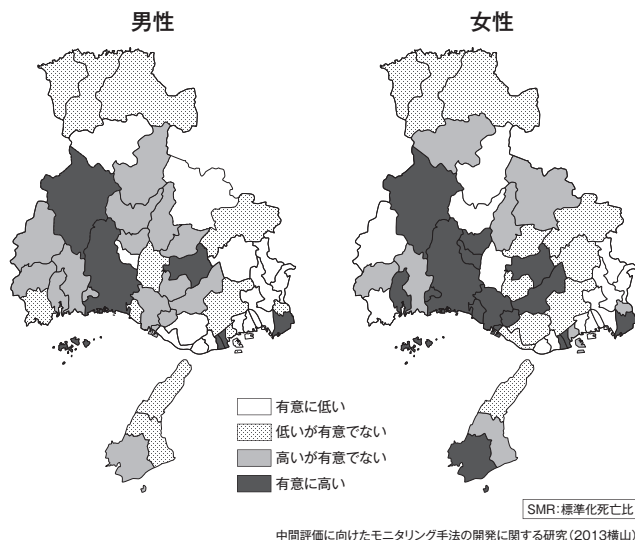 男性
女性
有意に低い
低いが有意でない
高いが有意でない
有意に高い
SMR:標準化死亡比
中間評価に向けたモニタリング手法の開発に関する研究(2013横山)